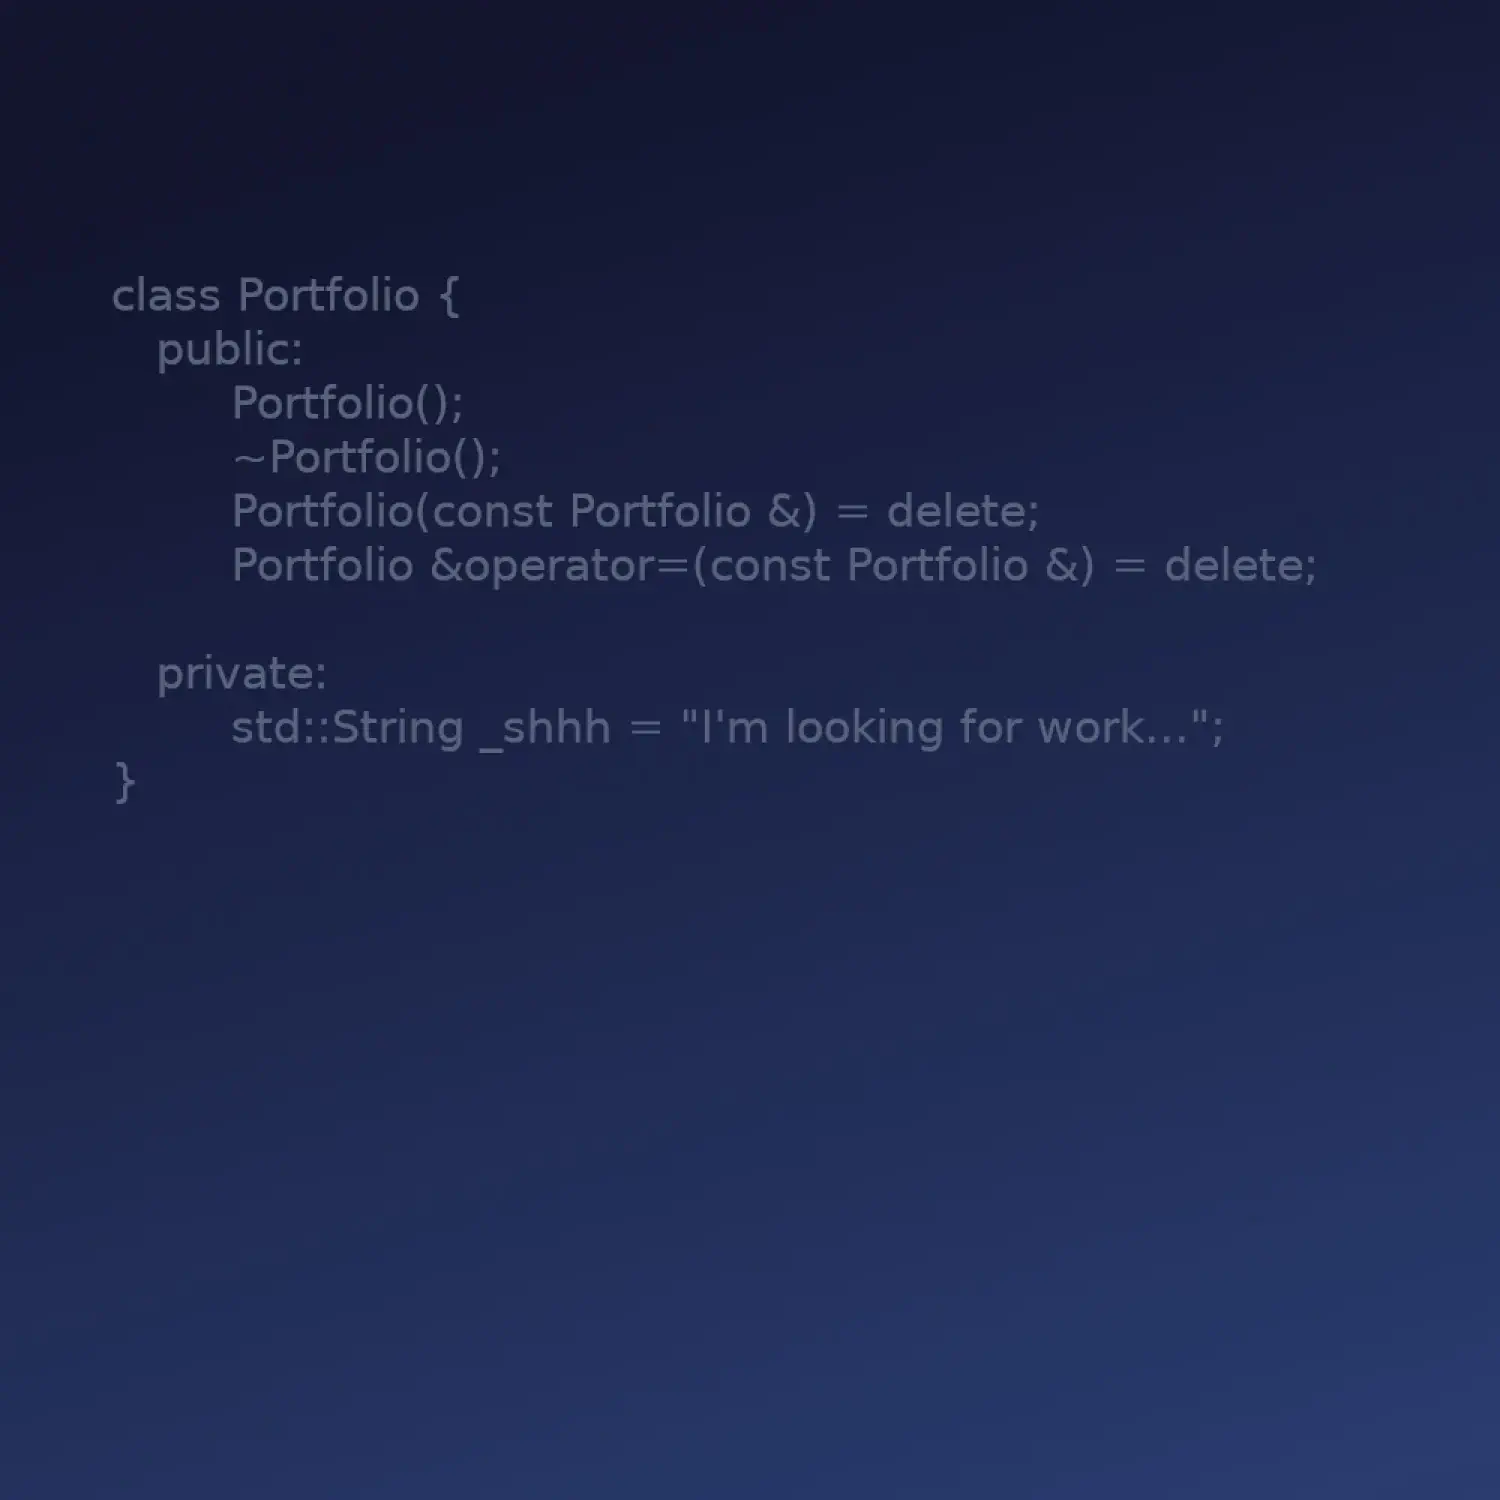 class Portfolio {
public:
Portfolio();
~Portfolio();
Portfolio(const Portfolio &) = delete;
Portfolio &operator=(const Portfolio &) = delete;
private:
std::String _shhh = "I'm looking for work...";
}